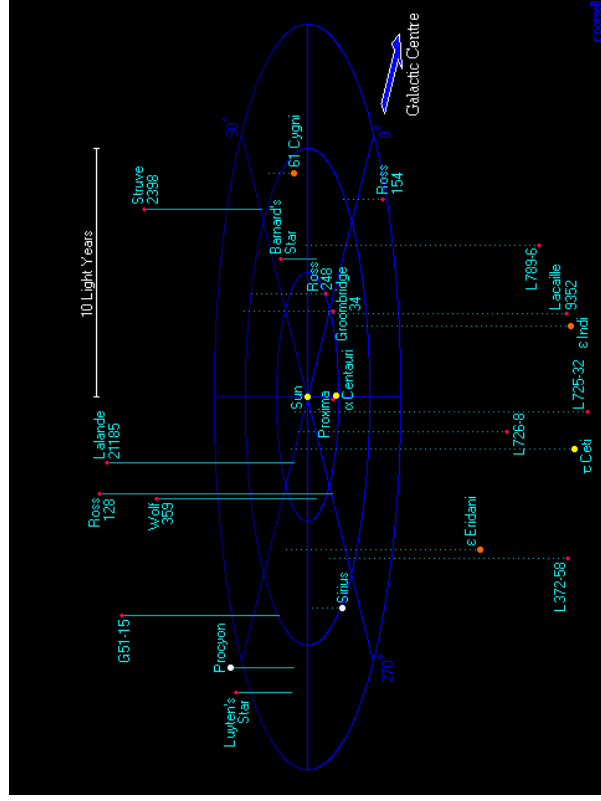 cpowell
Galactic Centre
10 Light Years
Struve
2398
90°
61 Cygni
0°
Ross
154
Barnard's
Star
Ross
248
Groombridge
34
L789-6
Lacaille
9352
ε Indi
Sun
Proxima
α Centauri
L725-32
L726-8
τ Ceti
Lalande
21185
Ross
128
Wolf
359
ε Eridani
L372-58
Sirius
G51-15
Procyon
270°
Luyten's
Star